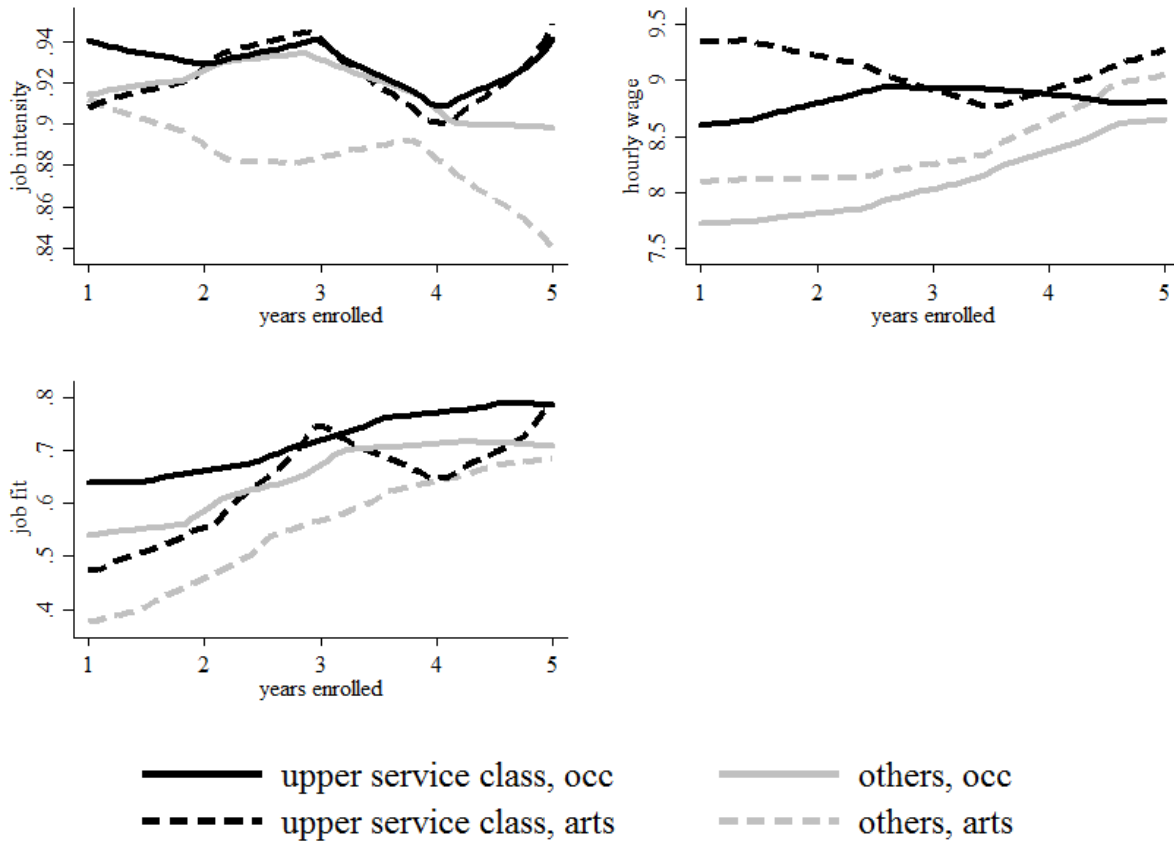 job intensity
.94
.92
.9
.88
.86
.84
1 2 3 4 5
years enrolled
hourly wage
9.5
9
8.5
8
7.5
1 2 3 4 5
years enrolled
job fit
.8
.7
.6
.5
.4
1 2 3 4 5
years enrolled
upper service class, occ
others, occ
upper service class, arts
others, arts